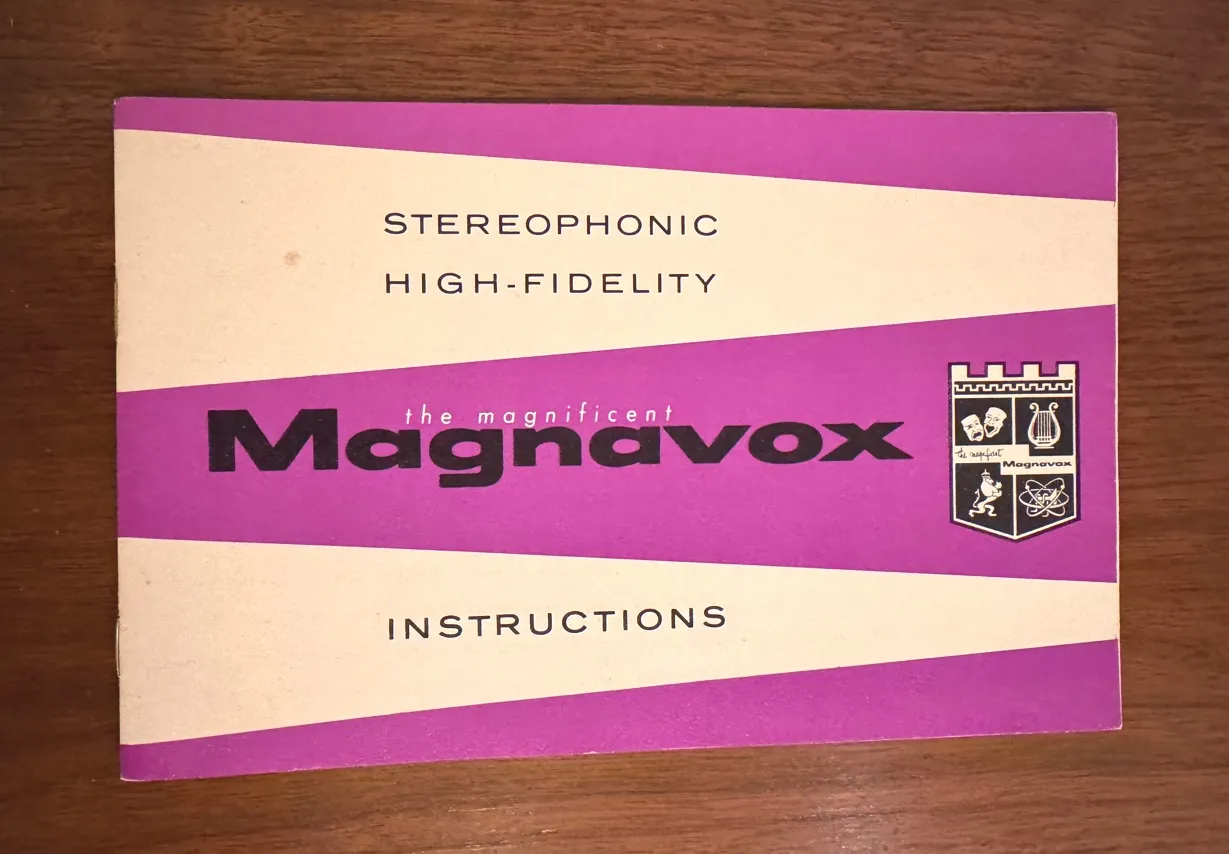 STEREOPHONIC
HIGH-FIDELITY
the magnificent
Magnavox
the magnificent
Magnavox
INSTRUCTIONS